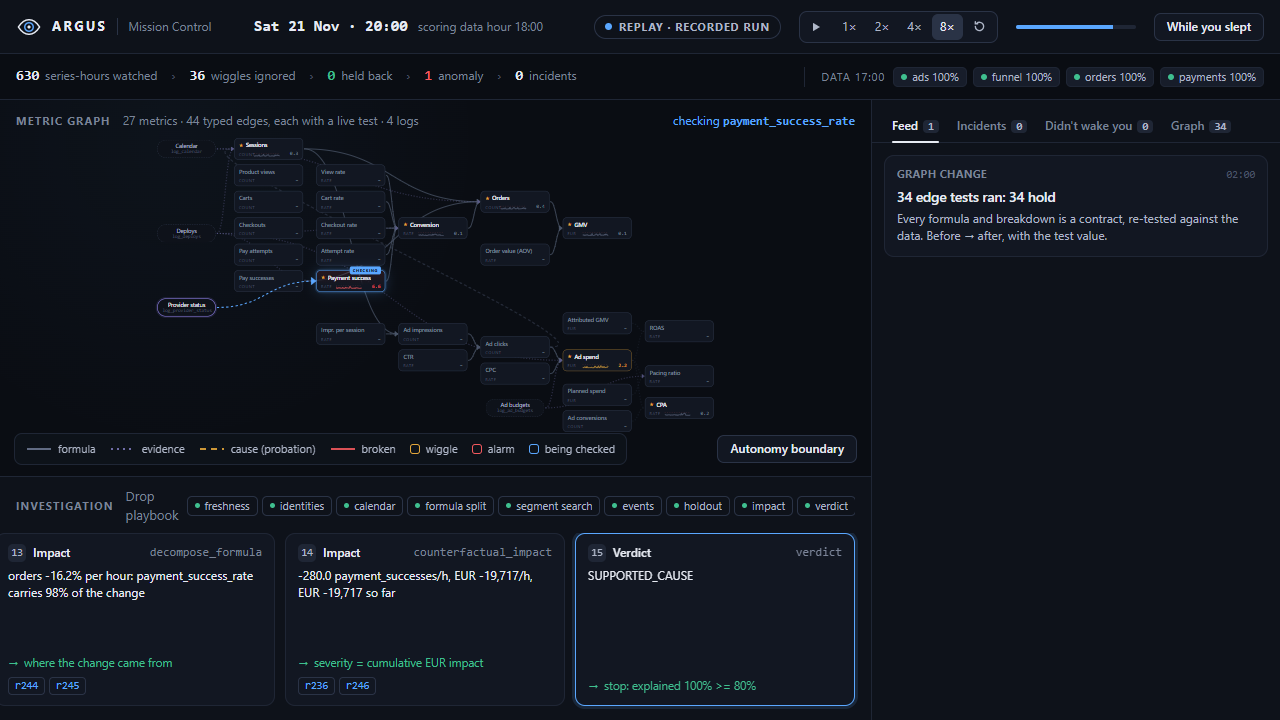 ARGUS Mission Control
Sat 21 Nov · 20:00 scoring data hour 18:00
REPLAY · RECORDED RUN
1× 2× 4× 8×
While you slept
630 series-hours watched › 36 wiggles ignored › 0 held back › 1 anomaly › 0 incidents
DATA 17:00 ads 100% funnel 100% orders 100% payments 100%
METRIC GRAPH 27 metrics · 44 typed edges, each with a live test · 4 logs
checking payment_success_rate
Calendar
Sessions
Product views
View rate
Carts
Cart rate
Orders
Deploys
Checkouts
Checkout rate
Conversion
GMV
Pay attempts
Attempt rate
Order value (AOV)
CHECKING
Pay successes
Payment success
Provider status
Impr. per session
Ad impressions
Attributed GMV
ROAS
CTR
Ad clicks
CPC
Ad spend
Pacing ratio
Planned spend
Ad budgets
CPA
Ad conversions
formula evidence cause (probation) broken wiggle alarm being checked
Autonomy boundary
Feed 1 Incidents 0 Didn't wake you 0 Graph 34
GRAPH CHANGE 02:00
34 edge tests ran: 34 hold
Every formula and breakdown is a contract, re-tested against the
data. Before → after, with the test value.
INVESTIGATION Drop playbook
freshness identities calendar formula split segment search events holdout impact verdict
13 Impact decompose_formula
orders -16.2% per hour: payment_success_rate
carries 98% of the change
→ where the change came from
r244 r245
14 Impact counterfactual_impact
-280.0 payment_successes/h, EUR -19,717/h,
EUR -19,717 so far
→ severity = cumulative EUR impact
r236 r246
15 Verdict verdict
SUPPORTED_CAUSE
→ stop: explained 100% >= 80%